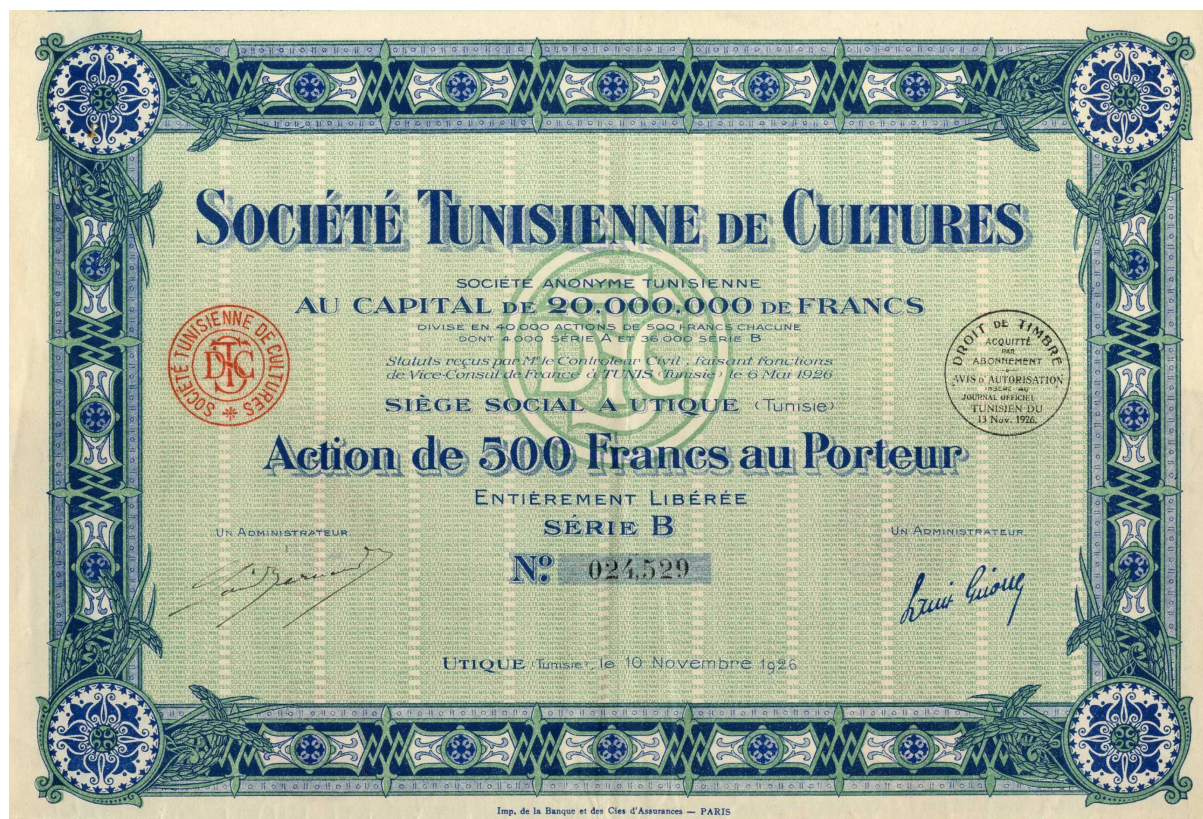 SOCIÉTÉ TUNISIENNE DE CULTURES
SOCIÉTÉ ANONYME TUNISIENNE
AU CAPITAL DE 20.000.000 DE FRANCS
DIVISÉ EN 40.000 ACTIONS DE 500 FRANCS CHACUNE
DONT 4.000 SÉRIE A ET 36.000 SÉRIE B
Statuts reçus par Mr le Contrôleur Civil, faisant fonctions
de Vice-Consul de France à TUNIS (Tunisie) le 6 Mai 1926
SIÈGE SOCIAL A UTIQUE (Tunisie)
SOCIÉTÉ TUNISIENNE DE CULTURES
STDC
DROIT DE TIMBRE
ACQUITTÉ
PAR
ABONNEMENT
AVIS D'AUTORISATION
INSÉRÉ AU
JOURNAL OFFICIEL
TUNISIEN DU
13 Nov. 1926.
Action de 500 Francs au Porteur
ENTIÈREMENT LIBÉRÉE
SÉRIE B
UN ADMINISTRATEUR.
UN ADMINISTRATEUR.
No. 024,529
UTIQUE (Tunisie), le 10 Novembre 1926
Imp. de la Banque et des Cies d'Assurances — PARIS